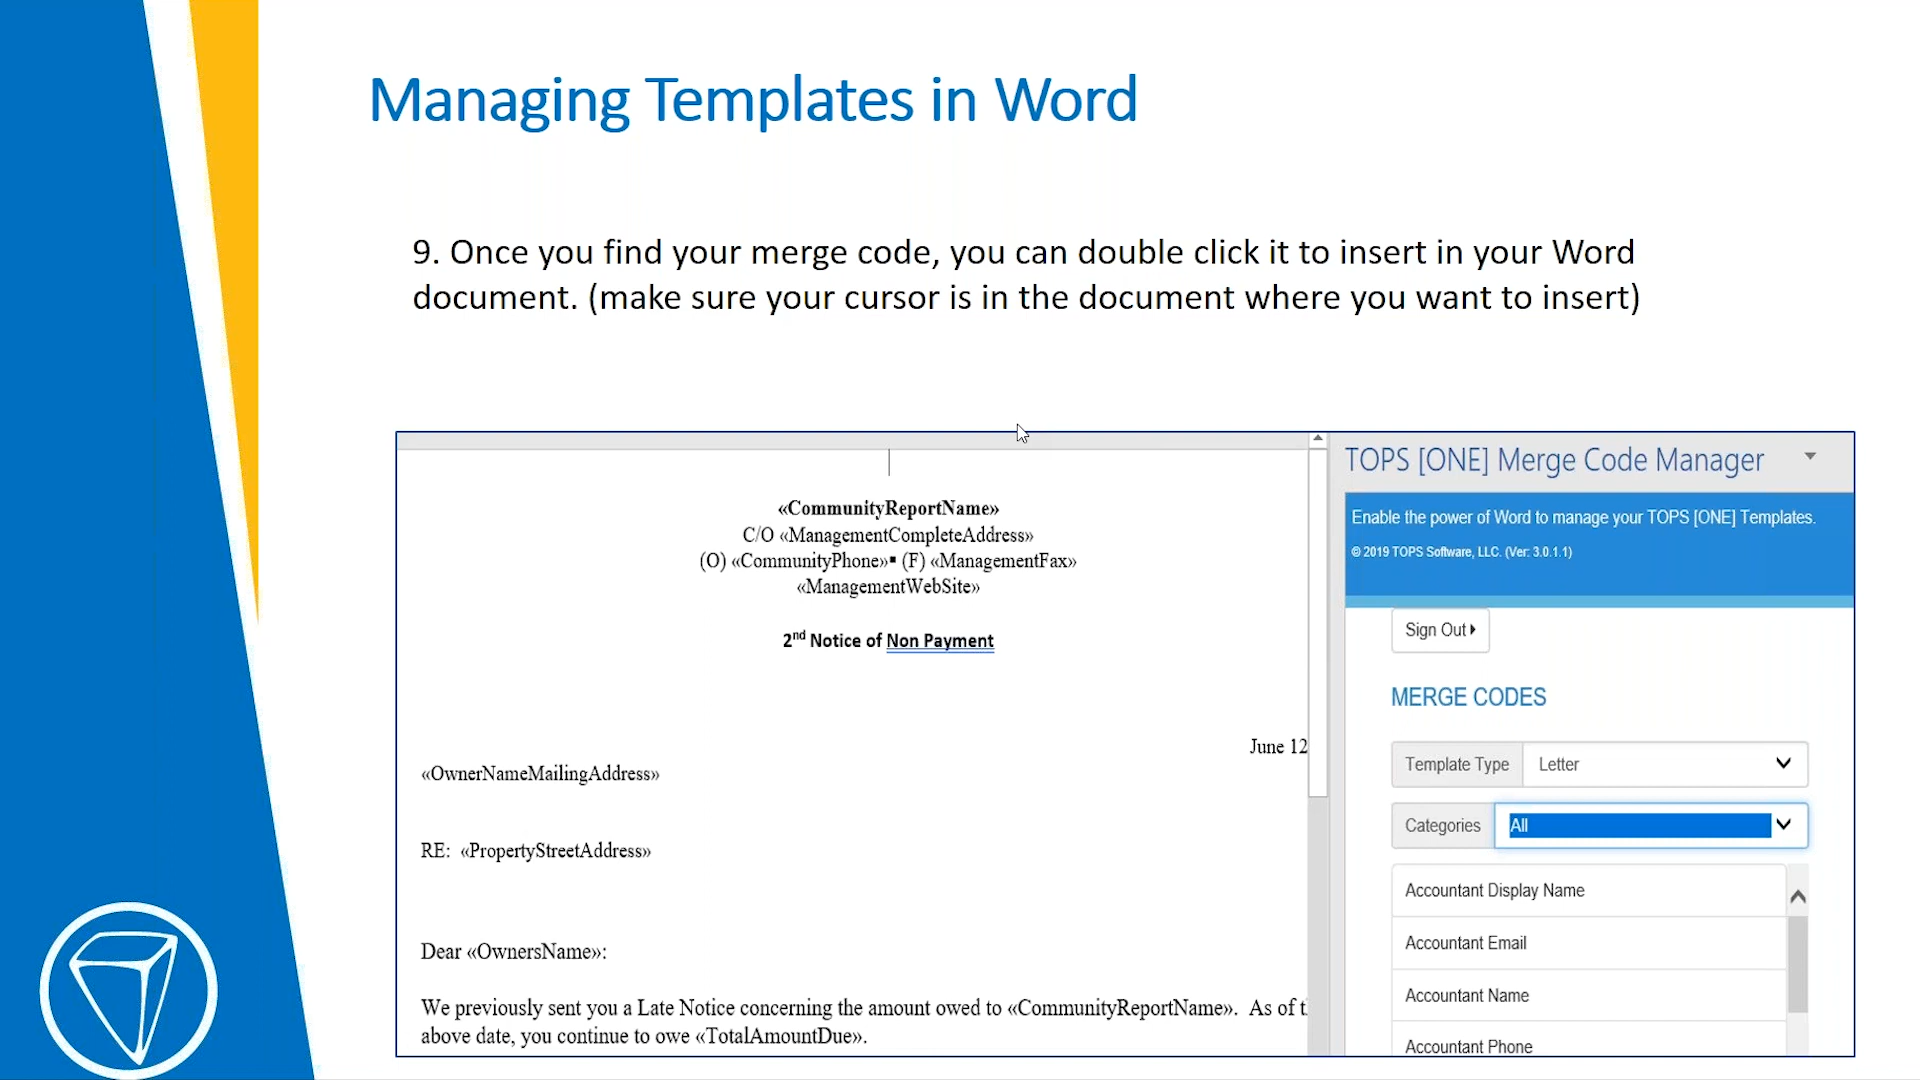 Managing Templates in Word
9. Once you find your merge code, you can double click it to insert in your Word
document. (make sure your cursor is in the document where you want to insert)
«CommunityReportName»
C/O «ManagementCompleteAddress»
(O) «CommunityPhone»▪ (F) «ManagementFax»
«ManagementWebSite»
2nd Notice of Non Payment
June 12
«OwnerNameMailingAddress»
RE: «PropertyStreetAddress»
Dear «OwnersName»:
We previously sent you a Late Notice concerning the amount owed to «CommunityReportName». As of
above date, you continue to owe «TotalAmountDue».
TOPS [ONE] Merge Code Manager
Enable the power of Word to manage your TOPS [ONE] Templates.
© 2019 TOPS Software, LLC. (Ver: 3.0.1.1)
Sign Out
MERGE CODES
Template Type Letter
Categories All
Accountant Display Name
Accountant Email
Accountant Name
Accountant Phone